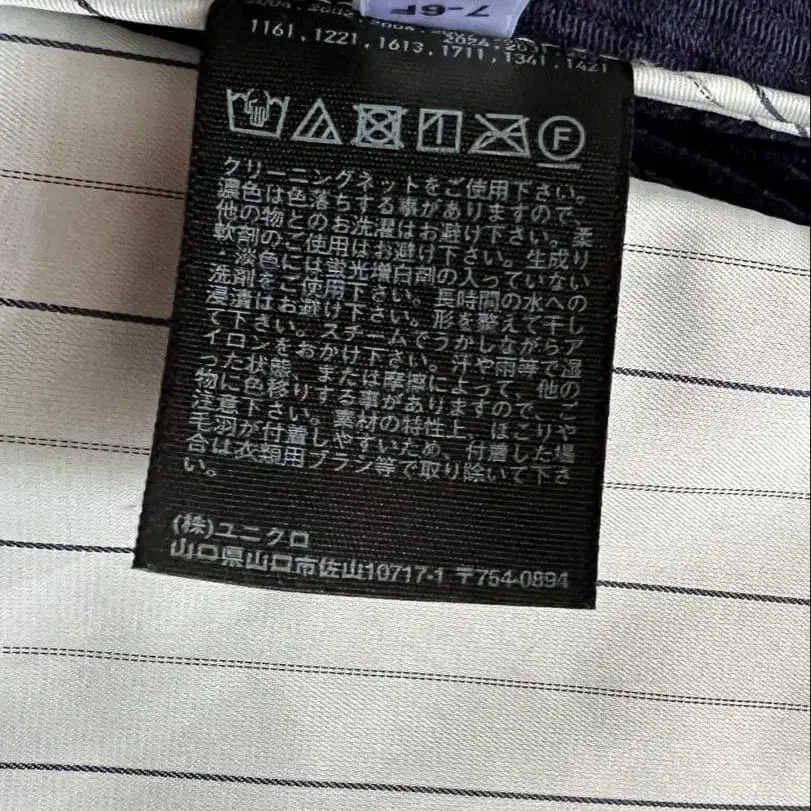 7-6F
1161,1221,1613,1711,1341,1421
F
クリーニングネットをご使用下さい。
濃色は色落ちする事がありますので、
他の物とのお洗濯はお避け下さい。柔
軟剤のご使用はお避け下さい。生成り
・淡色には蛍光増白剤の入っていない
洗剤をご使用下さい。長時間の水への
浸漬はお避け下さい。形を整えて干し
て下さい。スチームでうかしながらア
イロンをおかけ下さい。汗や雨等で湿
った状態、または摩擦によって、他の
物に色移りする事がありますので、ご
注意下さい。素材の特性上、ほこりや
毛羽が付着しやすいため、付着した場
合は衣類用ブラシ等で取り除いて下さ
い。
(株)ユニクロ
山口県山口市佐山10717-1 〒754-0894